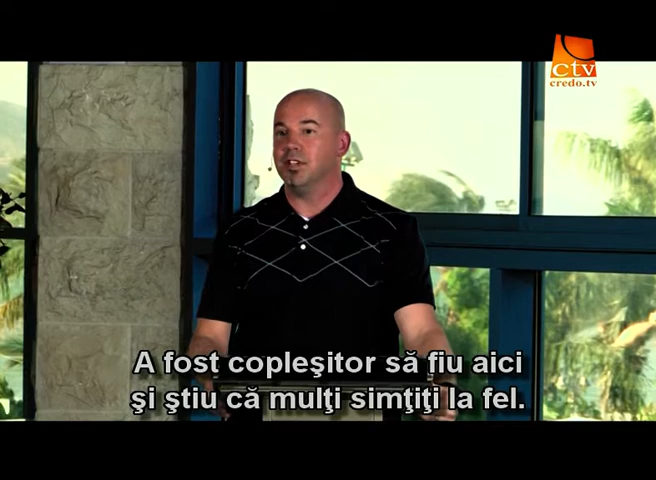 ctv
credo.tv
A fost copleşitor să fiu aici
şi ştiu că mulţi simţiţi la fel.